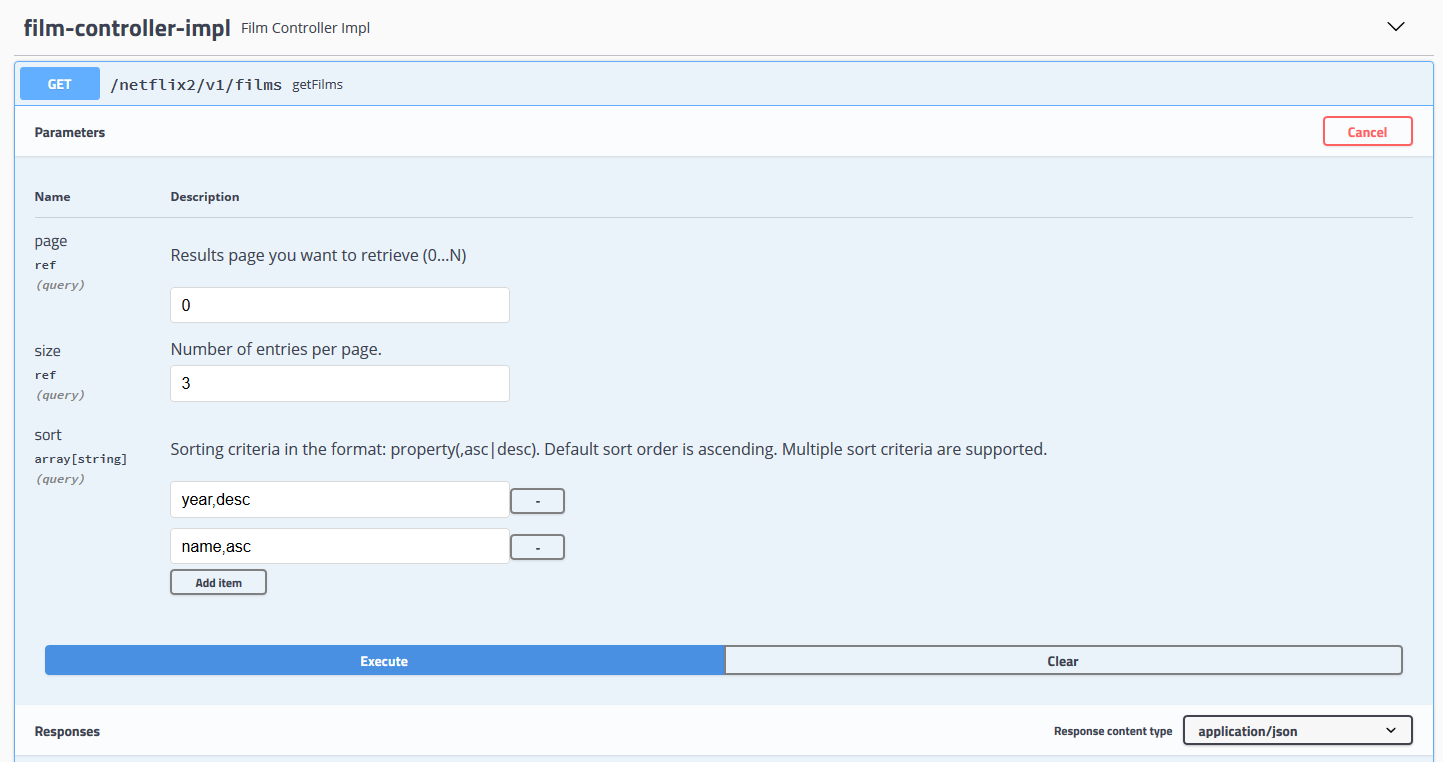 film-controller-impl Film Controller Impl
GET /netflix2/v1/films getFilms
Parameters Cancel
Name Description
page
ref
(query)
Results page you want to retrieve (0...N)
0
size
ref
(query)
Number of entries per page.
3
sort
array[string]
(query)
Sorting criteria in the format: property(,asc|desc). Default sort order is ascending. Multiple sort criteria are supported.
year,desc -
name,asc -
Add item
Execute Clear
Responses Response content type application/json